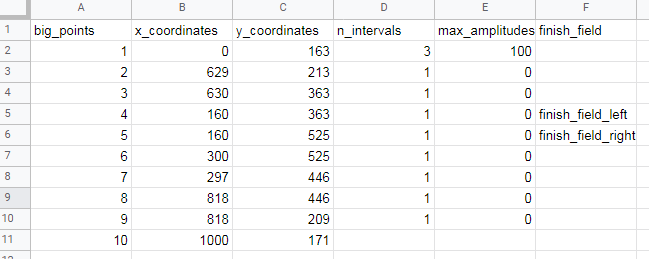 A B C D E F
1 big_points x_coordinates y_coordinates n_intervals max_amplitudes finish_field
2 1 0 163 3 100
3 2 629 213 1 0
4 3 630 363 1 0
5 4 160 363 1 0 finish_field_left
6 5 160 525 1 0 finish_field_right
7 6 300 525 1 0
8 7 297 446 1 0
9 8 818 446 1 0
10 9 818 209 1 0
11 10 1000 171